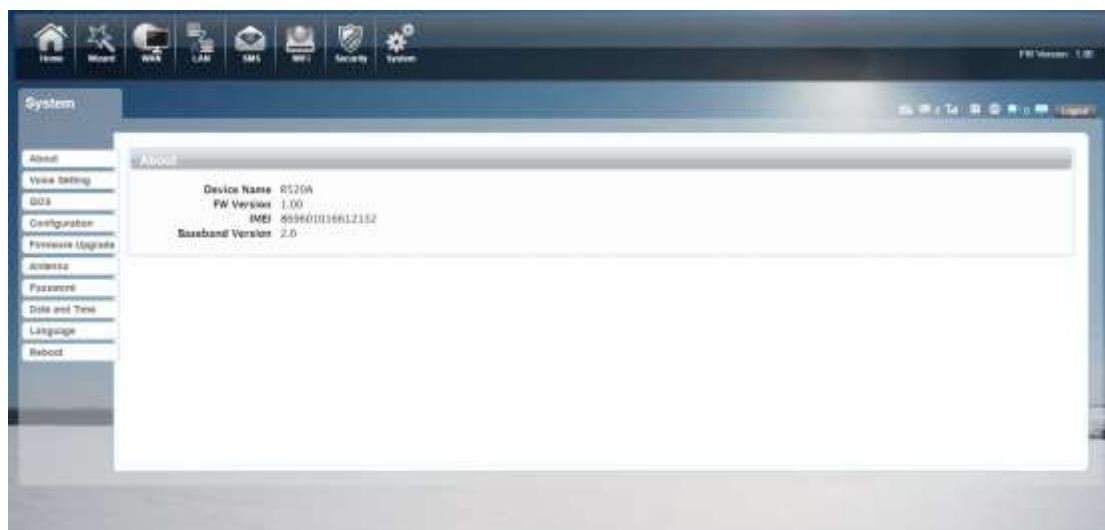 Home Wizard WAN LAN SMS WIFI Security System
FW Version: 1.00
System
Logout
About
Voice Setting
QOS
Configuration
Firmware Upgrade
Antenna
Password
Date and Time
Language
Reboot
About
Device Name R520A
FW Version 1.00
IMEI
Baseband Version 2.0